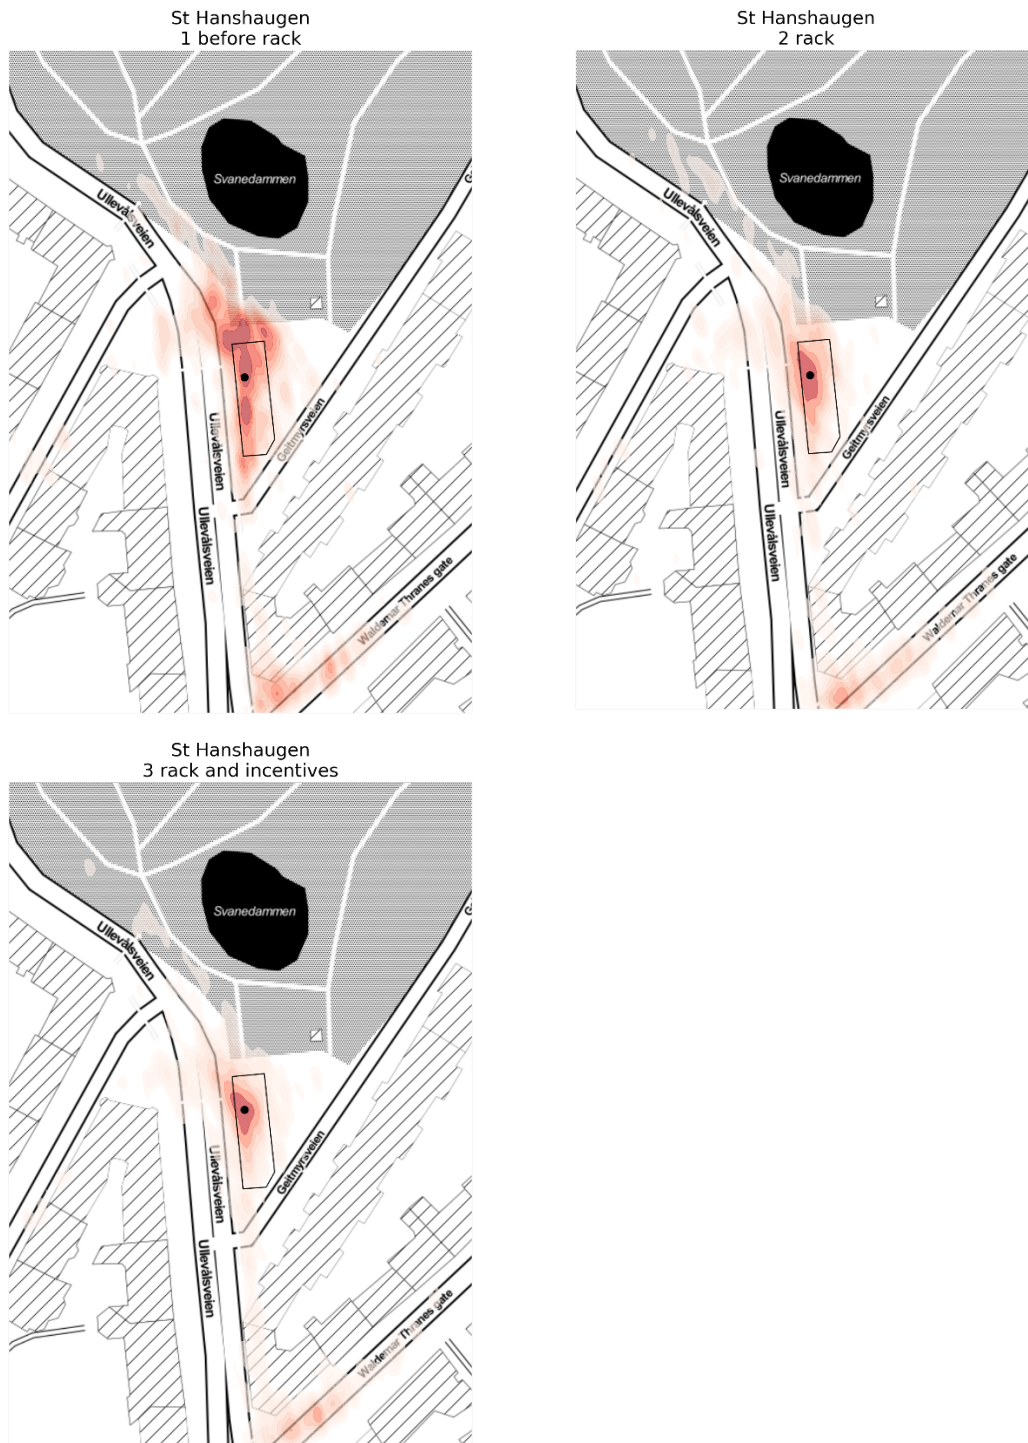 St Hanshaugen
1 before rack
Svanedammen
Ullevålsveien
Ullevålsveien
Geitmyrsveien
Ullevålsveien
Waldemar Thranes gate
St Hanshaugen
2 rack
Svanedammen
Ullevålsveien
Ullevålsveien
Geitmyrsveien
Ullevålsveien
Waldemar Thranes gate
St Hanshaugen
3 rack and incentives
Svanedammen
Ullevålsveien
Ullevålsveien
Geitmyrsveien
Ullevålsveien
Waldemar Thranes gate